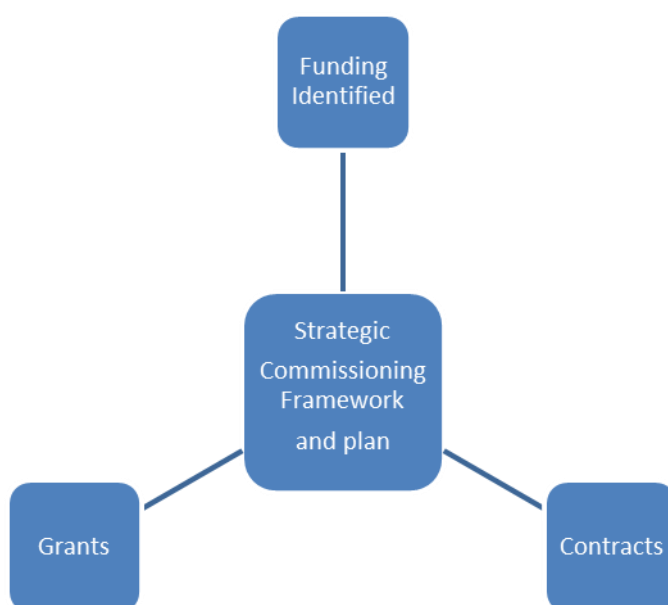 Funding
Identified
Strategic
Commissioning
Framework
and plan
Grants
Contracts